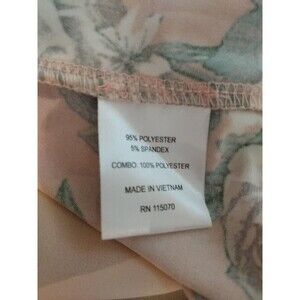 95% POLYESTER
5% SPANDEX
COMBO: 100% POLYESTER
MADE IN VIETNAM
RN 115070